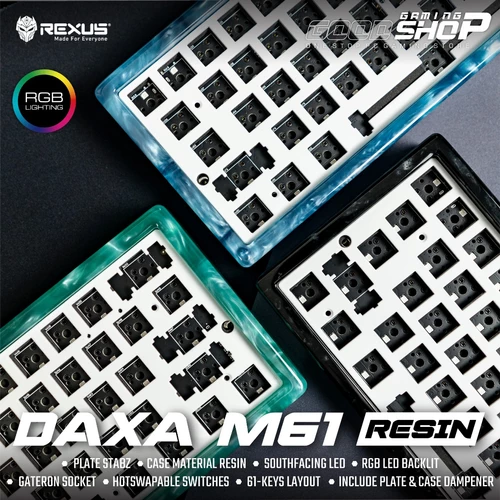 REXUS®
Made For Everyone
GOOD GAMING SHOP
RGB
LIGHTING
DAXA M61 RESIN
• PLATE STABZ • CASE MATERIAL RESIN • SOUTHFACING LED • RGB LED BACKLIT
• GATERON SOCKET • HOTSWAPABLE SWITCHES • 61-KEYS LAYOUT • INCLUDE PLATE & CASE DAMPENER